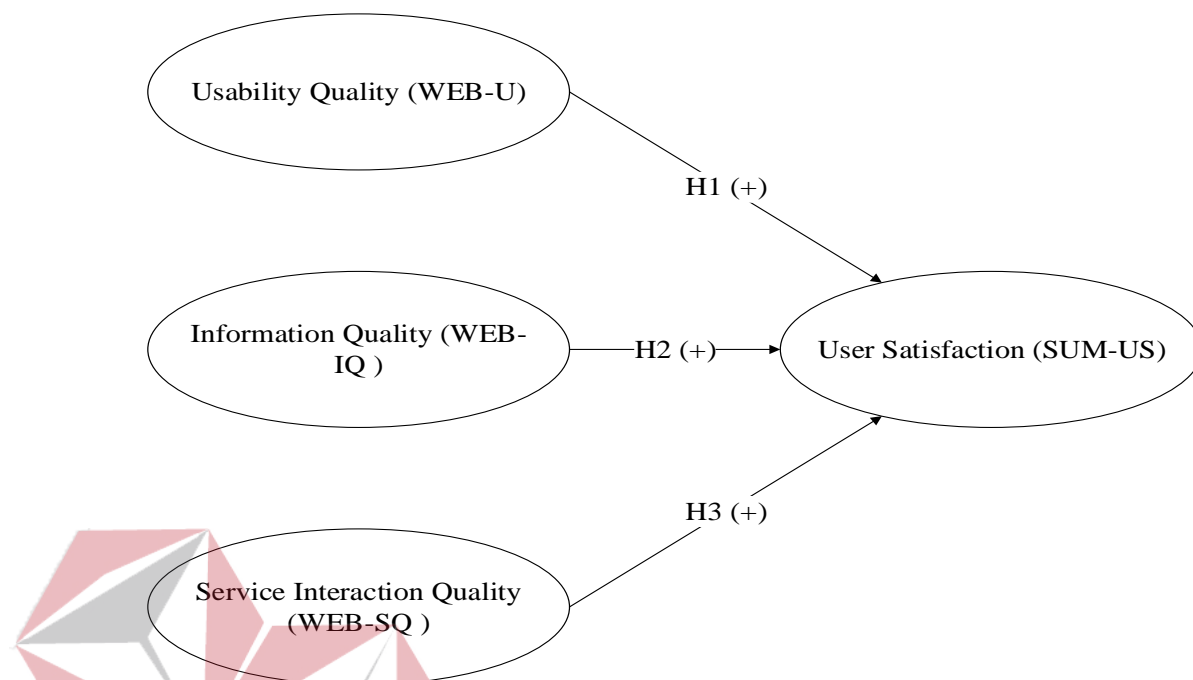 Usability Quality (WEB-U)
H1 (+)
Information Quality (WEB-
IQ )
H2 (+)
User Satisfaction (SUM-US)
H3 (+)
Service Interaction Quality
(WEB-SQ )